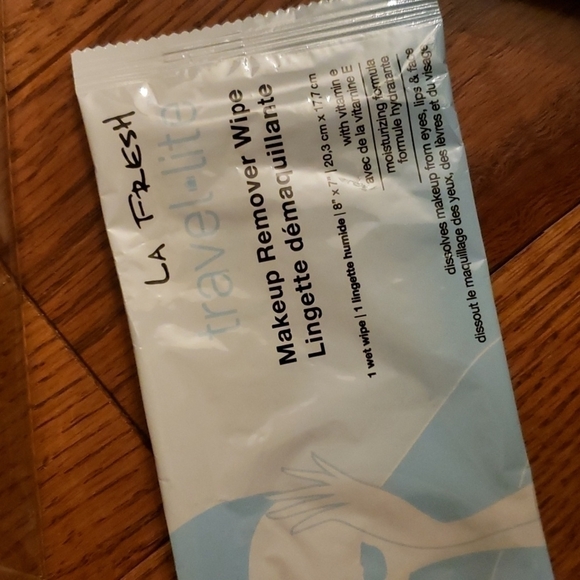 LA FRESH
travel·lite
Makeup Remover Wipe
Lingette démaquillante
1 wet wipe | 1 lingette humide | 8" x 7" | 20,3 cm x 17,7 cm
with vitamin e
avec de la vitamine E
moisturizing formula
formule hydratante
dissolves makeup from eyes, lips & face
dissout le maquillage des yeux, des lèvres et du visage